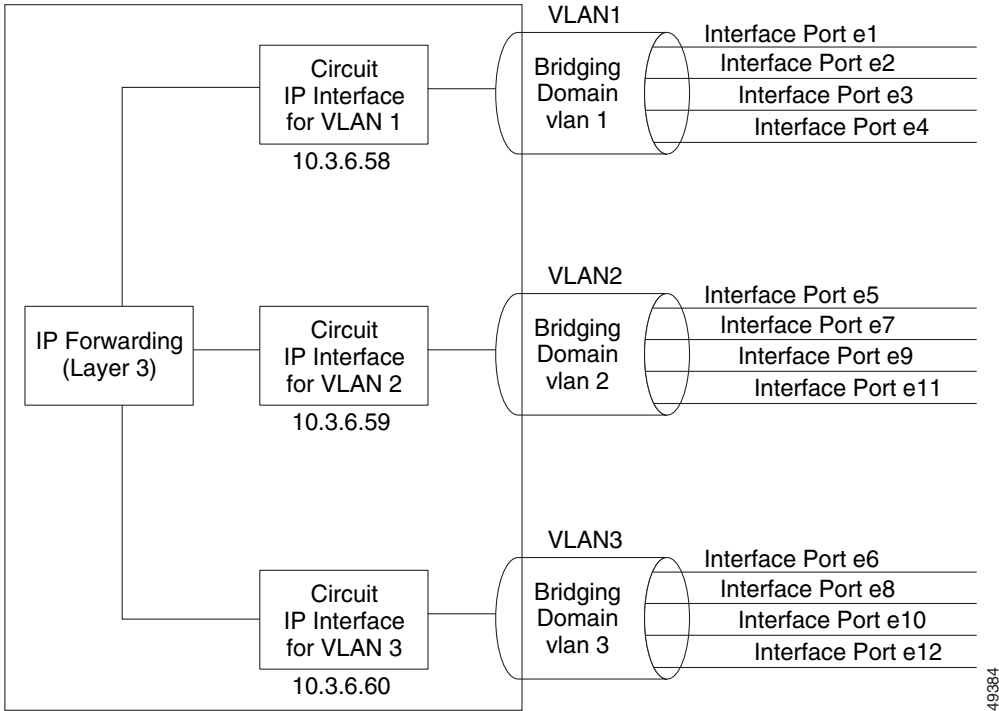 VLAN1
Interface Port e1
Interface Port e2
Interface Port e3
Interface Port e4
Circuit
IP Interface
for VLAN 1
10.3.6.58
Bridging
Domain
vlan 1
VLAN2
Interface Port e5
Interface Port e7
Interface Port e9
Interface Port e11
IP Forwarding
(Layer 3)
Circuit
IP Interface
for VLAN 2
10.3.6.59
Bridging
Domain
vlan 2
VLAN3
Interface Port e6
Interface Port e8
Interface Port e10
Interface Port e12
Circuit
IP Interface
for VLAN 3
10.3.6.60
Bridging
Domain
vlan 3
49384